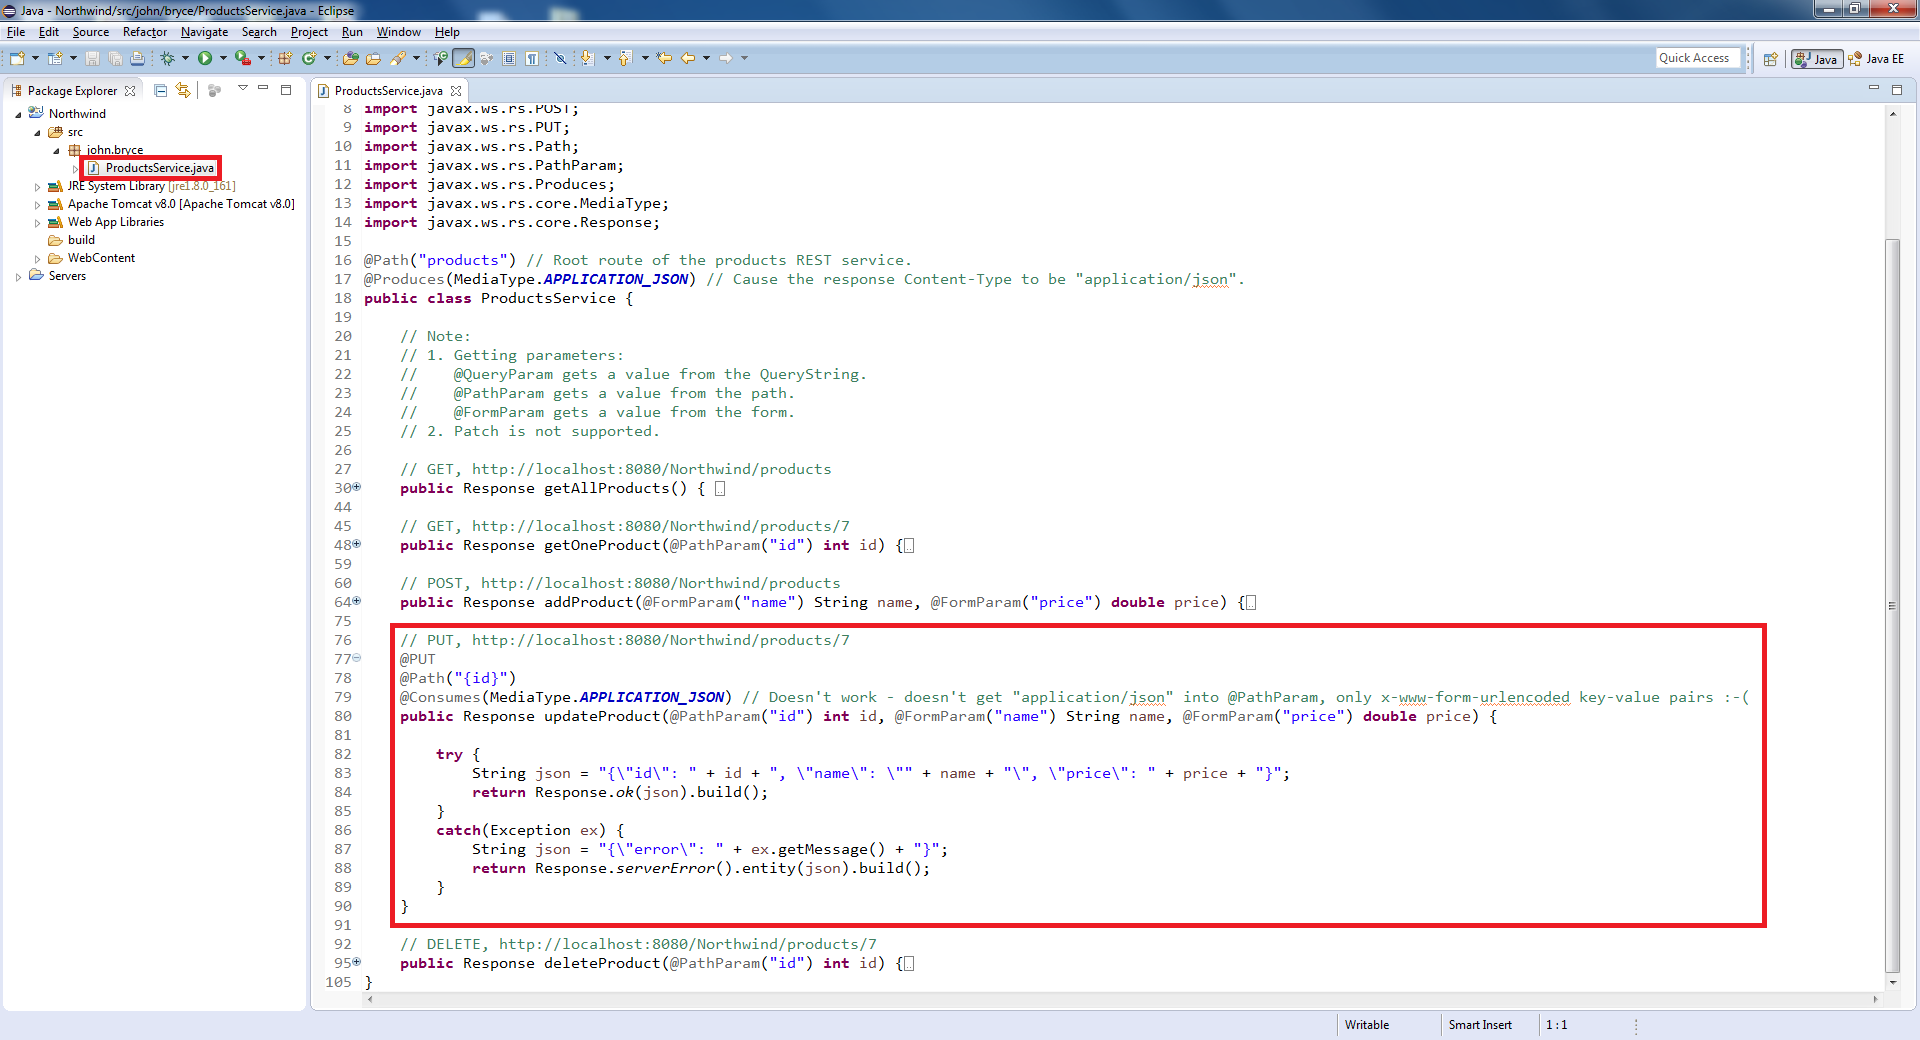 Java - Northwind/src/john/bryce/ProductsService.java - Eclipse
File Edit Source Refactor Navigate Search Project Run Window Help
Quick Access Java Java EE
Package Explorer
Northwind
src
john.bryce
ProductsService.java
JRE System Library [jre1.8.0_161]
Apache Tomcat v8.0 [Apache Tomcat v8.0]
Web App Libraries
build
WebContent
Servers
ProductsService.java
8 import javax.ws.rs.POST;
9 import javax.ws.rs.PUT;
10 import javax.ws.rs.Path;
11 import javax.ws.rs.PathParam;
12 import javax.ws.rs.Produces;
13 import javax.ws.rs.core.MediaType;
14 import javax.ws.rs.core.Response;
15
16 @Path("products") // Root route of the products REST service.
17 @Produces(MediaType.APPLICATION_JSON) // Cause the response Content-Type to be "application/json".
18 public class ProductsService {
19
20 // Note:
21 // 1. Getting parameters:
22 // @QueryParam gets a value from the QueryString.
23 // @PathParam gets a value from the path.
24 // @FormParam gets a value from the form.
25 // 2. Patch is not supported.
26
27 // GET, http://localhost:8080/Northwind/products
30 public Response getAllProducts() {
44
45 // GET, http://localhost:8080/Northwind/products/7
48 public Response getOneProduct(@PathParam("id") int id) {
59
60 // POST, http://localhost:8080/Northwind/products
64 public Response addProduct(@FormParam("name") String name, @FormParam("price") double price) {
75
76 // PUT, http://localhost:8080/Northwind/products/7
77 @PUT
78 @Path("{id}")
79 @Consumes(MediaType.APPLICATION_JSON) // Doesn't work - doesn't get "application/json" into @PathParam, only x-www-form-urlencoded key-value pairs :-(
80 public Response updateProduct(@PathParam("id") int id, @FormParam("name") String name, @FormParam("price") double price) {
81
82 try {
83 String json = "{\"id\": " + id + ", \"name\": \"" + name + "\", \"price\": " + price + "}";
84 return Response.ok(json).build();
85 }
86 catch(Exception ex) {
87 String json = "{\"error\": " + ex.getMessage() + "}";
88 return Response.serverError().entity(json).build();
89 }
90 }
91
92 // DELETE, http://localhost:8080/Northwind/products/7
95 public Response deleteProduct(@PathParam("id") int id) {
105 }
Writable Smart Insert 1 : 1